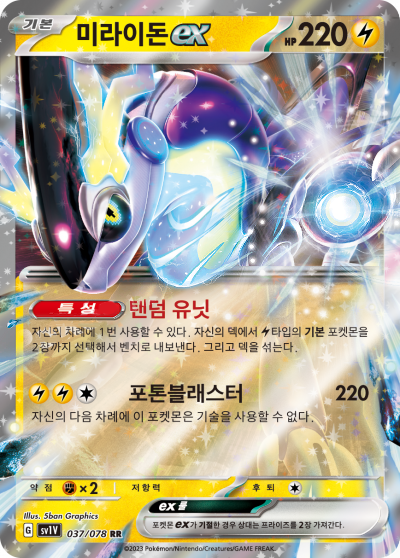 기본 미라이돈 ex HP 220
특성 탠덤 유닛
자신의 차례에 1번 사용할 수 있다. 자신의 덱에서 타입의 기본 포켓몬을
2장까지 선택해서 벤치로 내보낸다. 그리고 덱을 섞는다.
포톤블래스터 220
자신의 다음 차례에 이 포켓몬은 기술을 사용할 수 없다.
약점 ×2 저항력 후퇴
Illus. 5ban Graphics
ex 룰
G sv1V 037/078 RR
포켓몬 ex가 기절한 경우 상대는 프라이즈를 2장 가져간다.
©2023 Pokémon/Nintendo/Creatures/GAME FREAK.